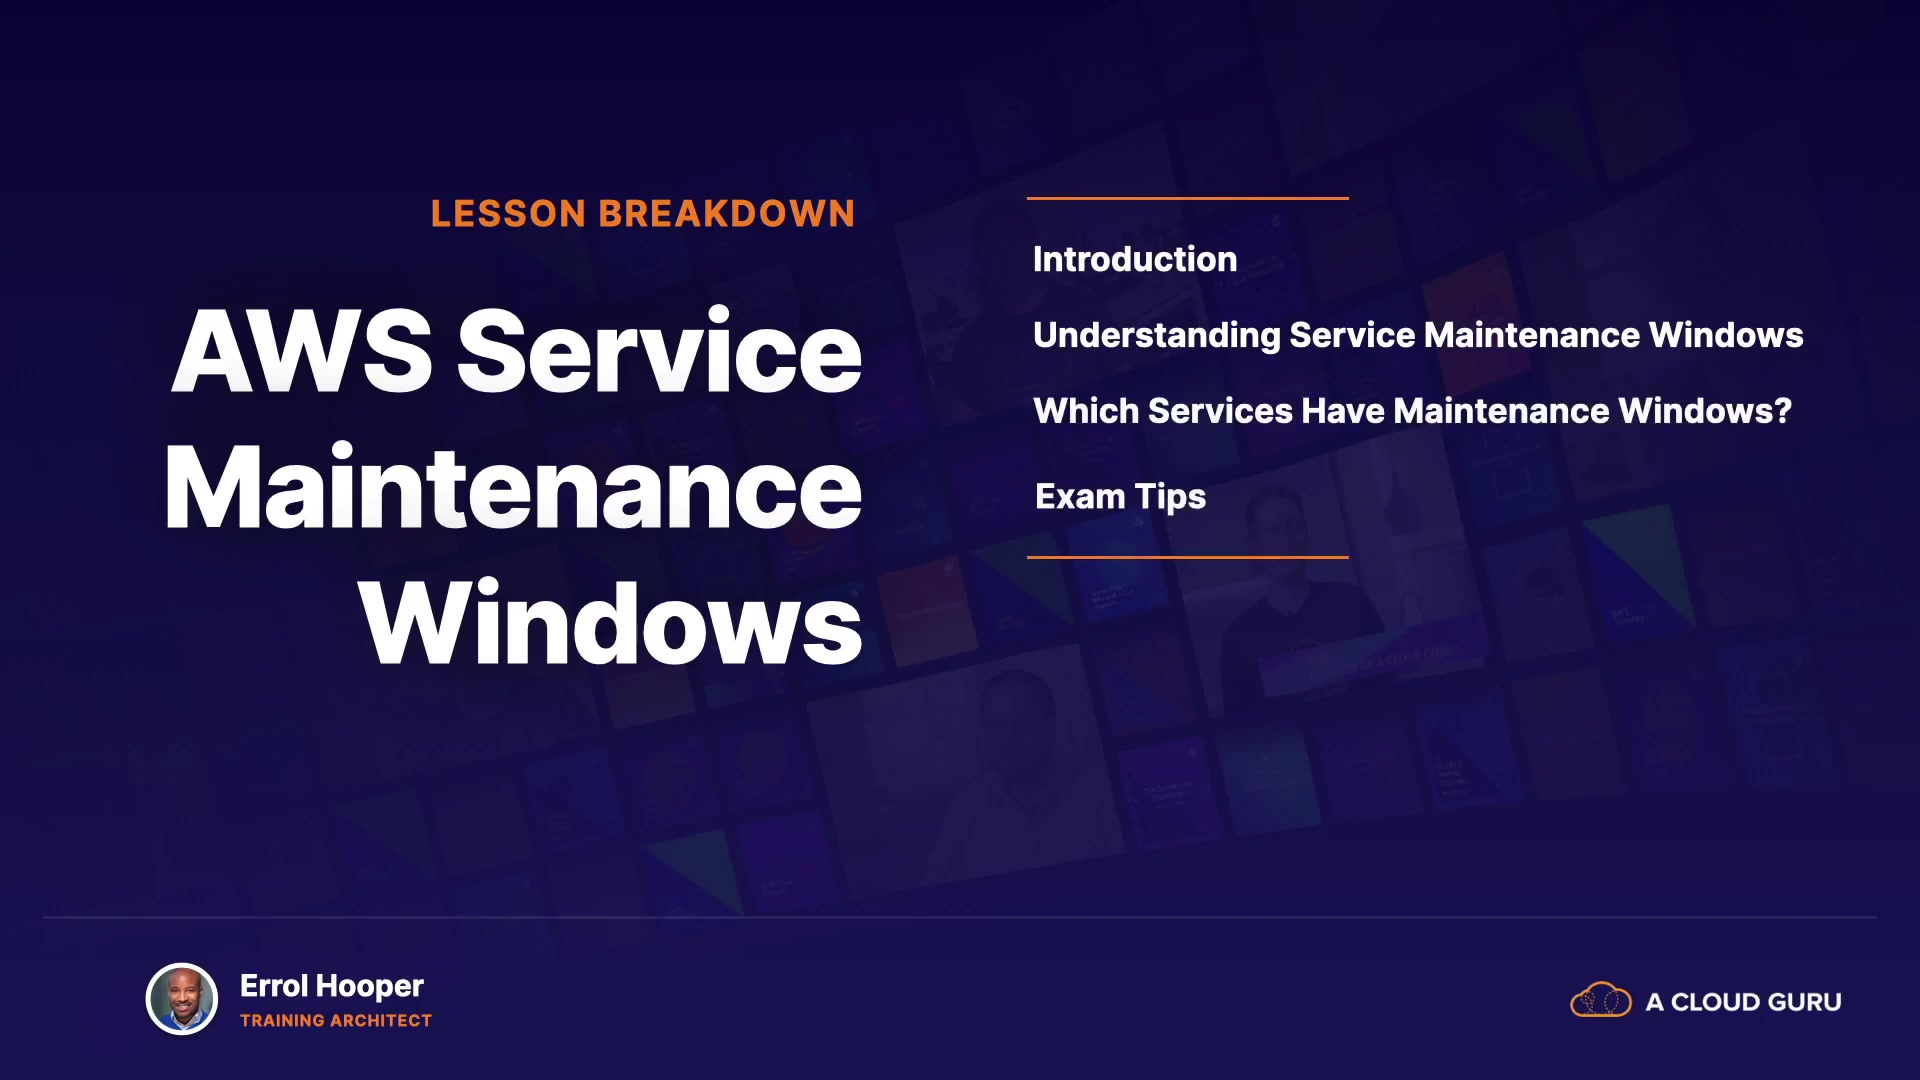 LESSON BREAKDOWN
AWS Service
Maintenance
Windows
Introduction
Understanding Service Maintenance Windows
Which Services Have Maintenance Windows?
Exam Tips
Errol Hooper
TRAINING ARCHITECT
A CLOUD GURU